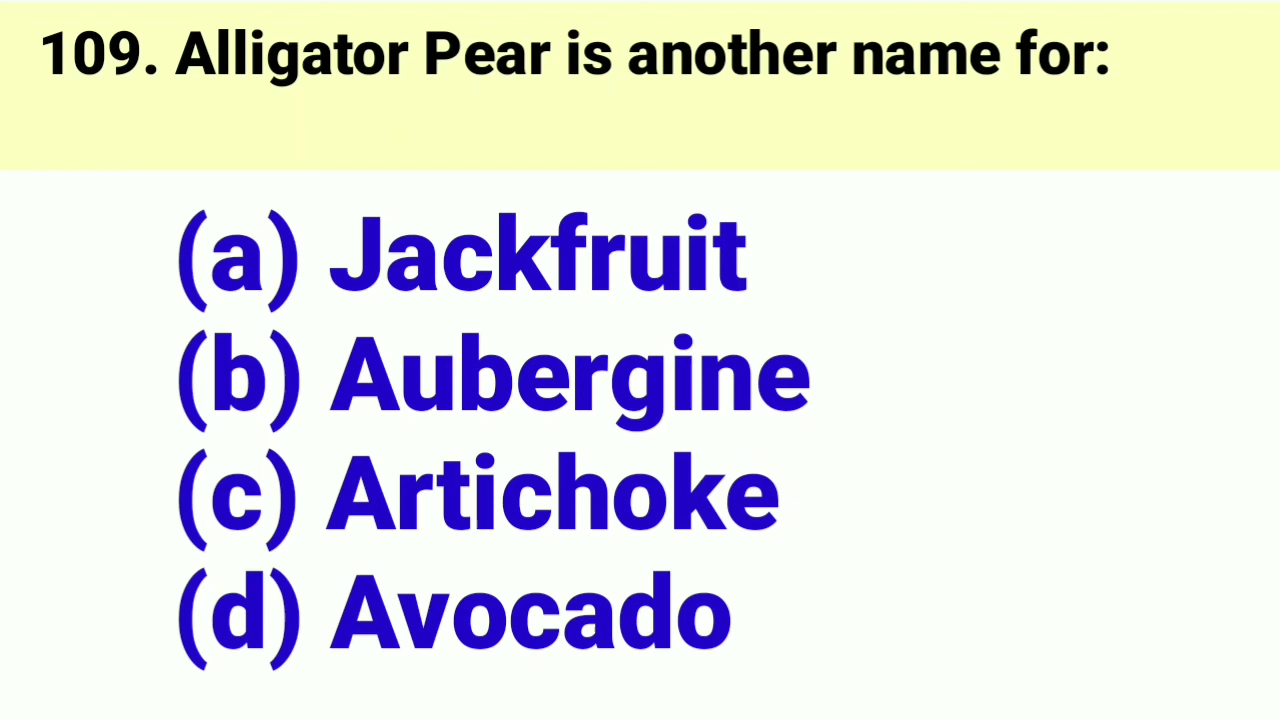 109. Alligator Pear is another name for:
(a) Jackfruit
(b) Aubergine
(c) Artichoke
(d) Avocado